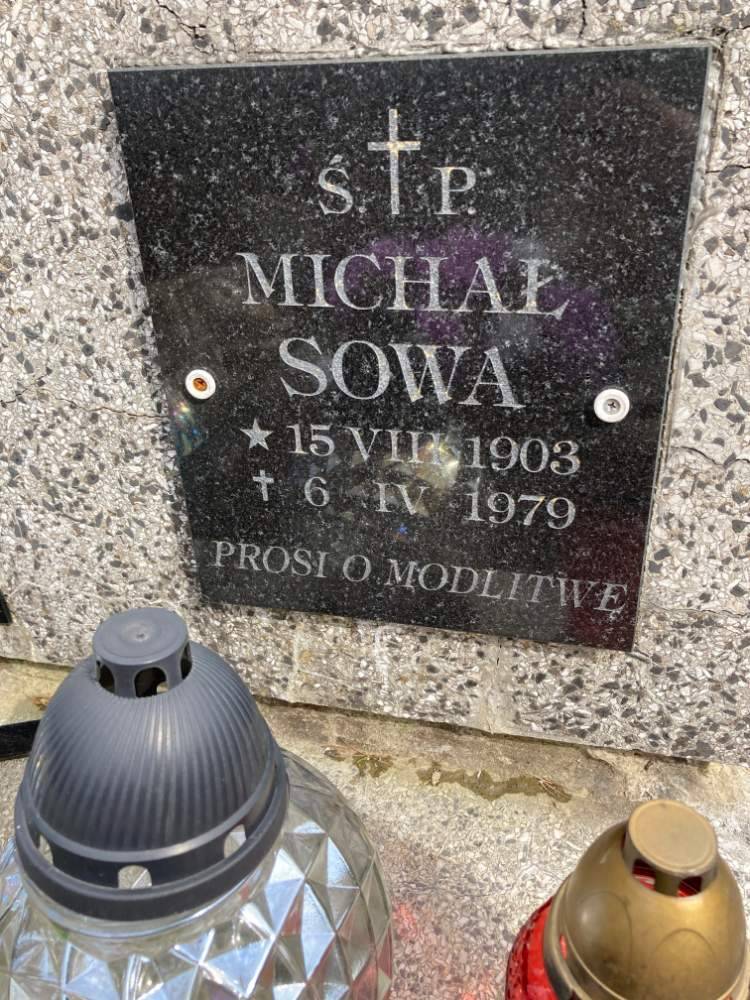 Ś. P.
MICHAŁ
SOWA
★ 15 VIII 1903
✝ 6 IV 1979
PROSI O MODLITWĘ